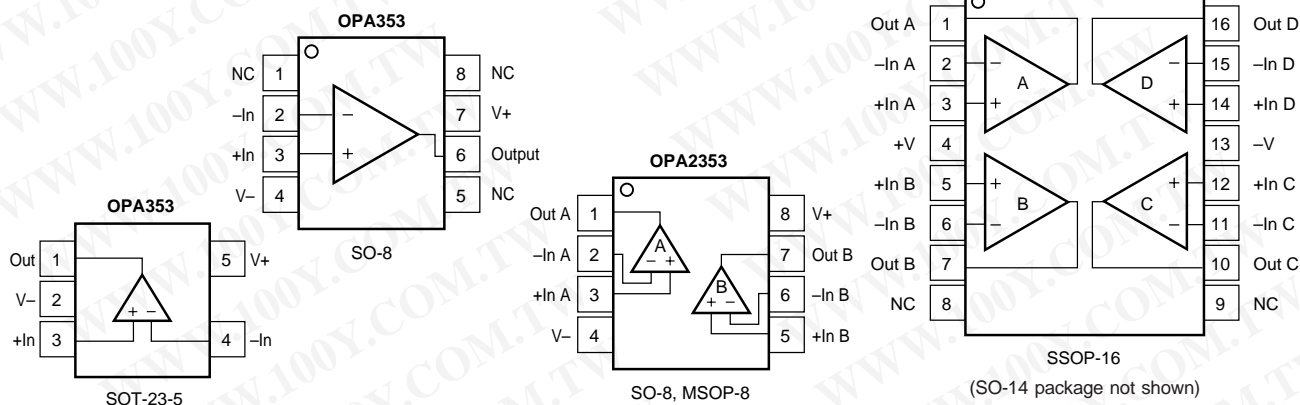 OPA353
NC 1 8 NC
–In 2 7 V+
+In 3 6 Output
V– 4 5 NC
SO-8
OPA353
Out 1 5 V+
V– 2
+In 3 4 –In
SOT-23-5
OPA2353
Out A 1 8 V+
–In A 2 7 Out B
+In A 3 6 –In B
V– 4 5 +In B
A
B
SO-8, MSOP-8
Out A 1 16 Out D
–In A 2 15 –In D
+In A 3 14 +In D
+V 4 13 –V
+In B 5 12 +In C
–In B 6 11 –In C
Out B 7 10 Out C
NC 8 9 NC
A D
B C
SSOP-16
(SO-14 package not shown)
WWW.100Y.COM.TW